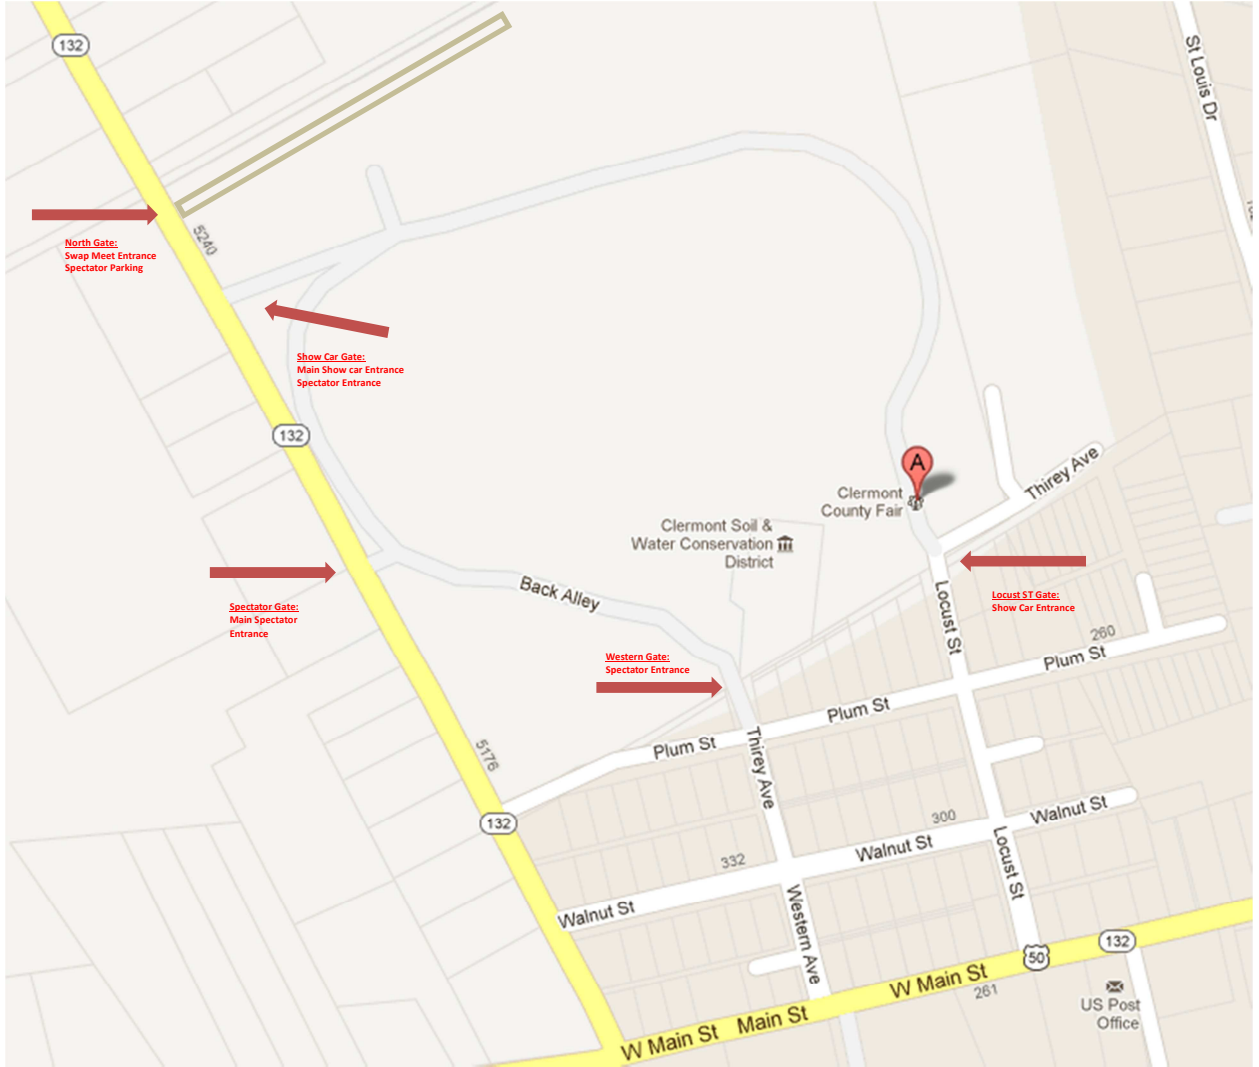 132
St Louis Dr
5240
North Gate:
Swap Meet Entrance
Spectator Parking
Show Car Gate:
Main Show car Entrance
Spectator Entrance
132
A
Clermont
County Fair
Thirey Ave
Clermont Soil &
Water Conservation
District
Back Alley
Spectator Gate:
Main Spectator
Entrance
Locust ST Gate:
Show Car Entrance
Locust St
260
Plum St
Western Gate:
Spectator Entrance
Plum St
Plum St
Thirey Ave
5176
132
300
Walnut St
Walnut St
332
Locust St
Walnut St
Western Ave
132
50
W Main St
261
US Post
Office
Main St
W Main St